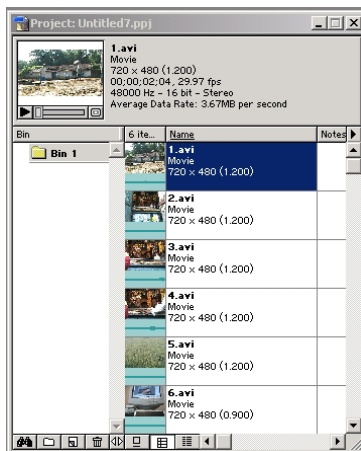 Project: Untitled7.ppj
1.avi
Movie
720 x 480 (1.200)
00;00;02;04, 29.97 fps
48000 Hz - 16 bit - Stereo
Average Data Rate: 3.67MB per second
Bin 6 ite... Name Notes
Bin 1
1.avi
Movie
720 x 480 (1.200)
2.avi
Movie
720 x 480 (1.200)
3.avi
Movie
720 x 480 (1.200)
4.avi
Movie
720 x 480 (1.200)
5.avi
Movie
720 x 480 (1.200)
6.avi
Movie
720 x 480 (0.900)